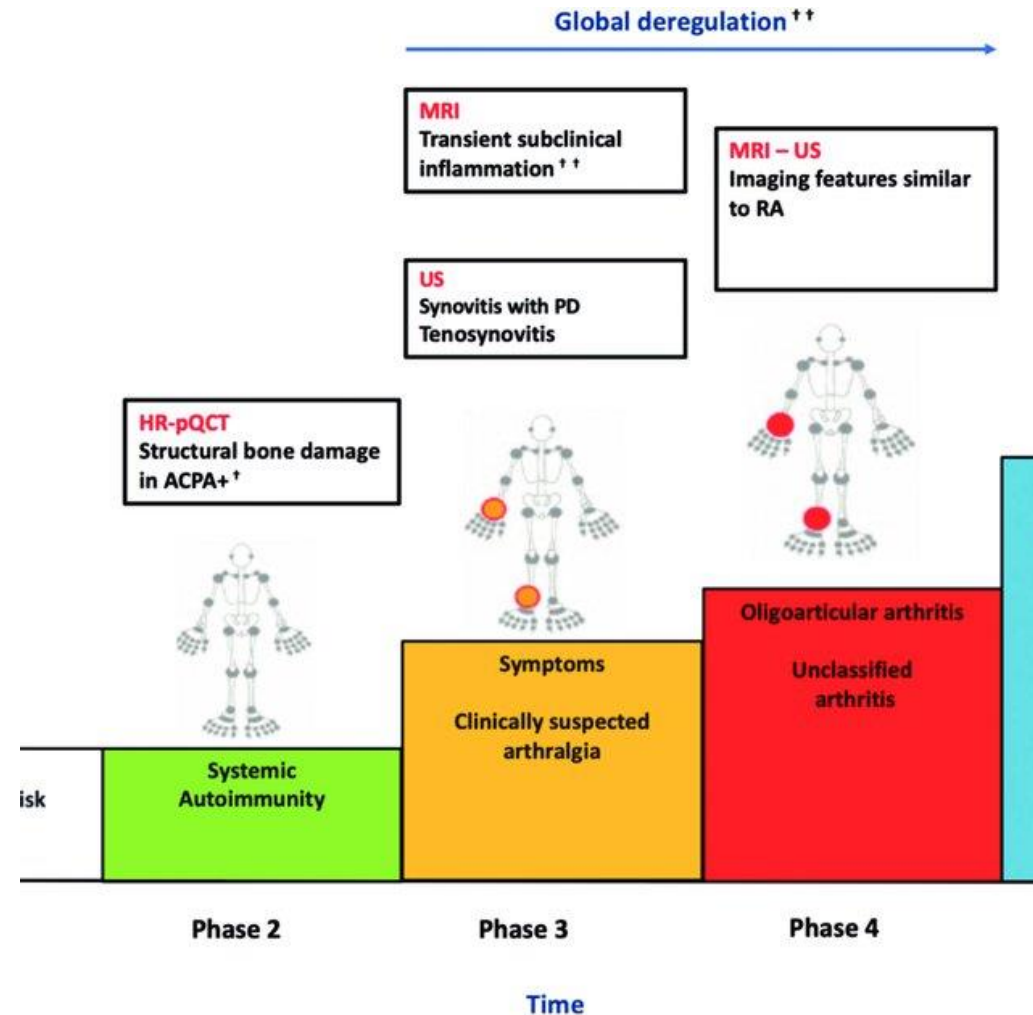 Global deregulation † †
MRI
Transient subclinical
inflammation † †
MRI – US
Imaging features similar
to RA
US
Synovitis with PD
Tenosynovitis
HR-pQCT
Structural bone damage
in ACPA+ †
Oligoarticular arthritis
Unclassified
arthritis
Symptoms
Clinically suspected
arthralgia
Systemic
Autoimmunity
isk
Phase 2
Phase 3
Phase 4
Time